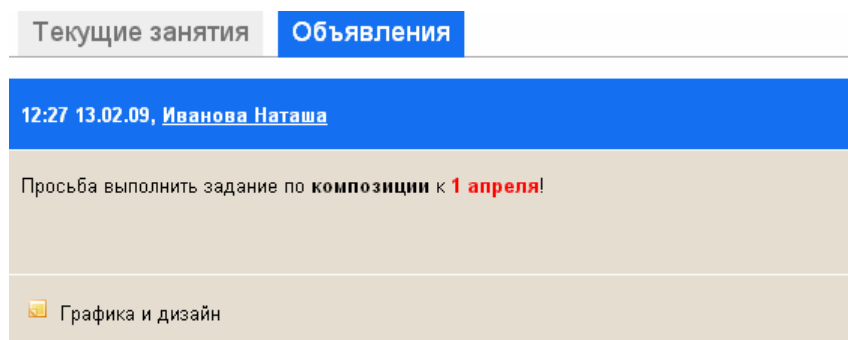 Текущие занятия Объявления
12:27 13.02.09, Иванова Наташа
Просьба выполнить задание по композиции к 1 апреля!
Графика и дизайн